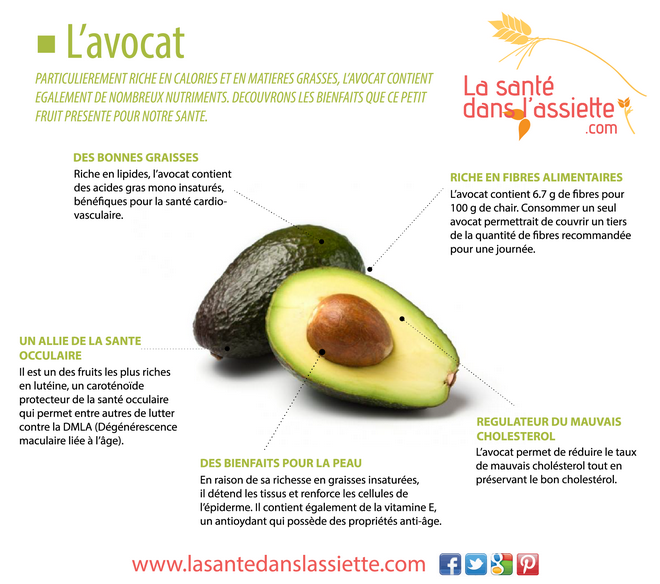 L'avocat
PARTICULIEREMENT RICHE EN CALORIES ET EN MATIERES GRASSES, L'AVOCAT CONTIENT
EGALEMENT DE NOMBREUX NUTRIMENTS. DECOUVRONS LES BIENFAITS QUE CE PETIT
FRUIT PRESENTE POUR NOTRE SANTE.
La santé
dans l'assiette
.com
DES BONNES GRAISSES
Riche en lipides, l'avocat contient
des acides gras mono insaturés,
bénéfiques pour la santé cardio-
vasculaire.
RICHE EN FIBRES ALIMENTAIRES
L'avocat contient 6.7 g de fibres pour
100 g de chair. Consommer un seul
avocat permettrait de couvrir un tiers
de la quantité de fibres recommandée
pour une journée.
UN ALLIE DE LA SANTE
OCCULAIRE
Il est un des fruits les plus riches
en lutéine, un caroténoïde
protecteur de la santé occulaire
qui permet entre autres de lutter
contre la DMLA (Dégénérescence
maculaire liée à l'âge).
REGULATEUR DU MAUVAIS
CHOLESTEROL
L'avocat permet de réduire le taux
de mauvais choléstérol tout en
préservant le bon cholestérol.
DES BIENFAITS POUR LA PEAU
En raison de sa richesse en graisses insaturées,
il détend les tissus et renforce les cellules de
l'épiderme. Il contient également de la vitamine E,
un antioydant qui possède des propriétés anti-âge.
www.lasantedanslassiette.com